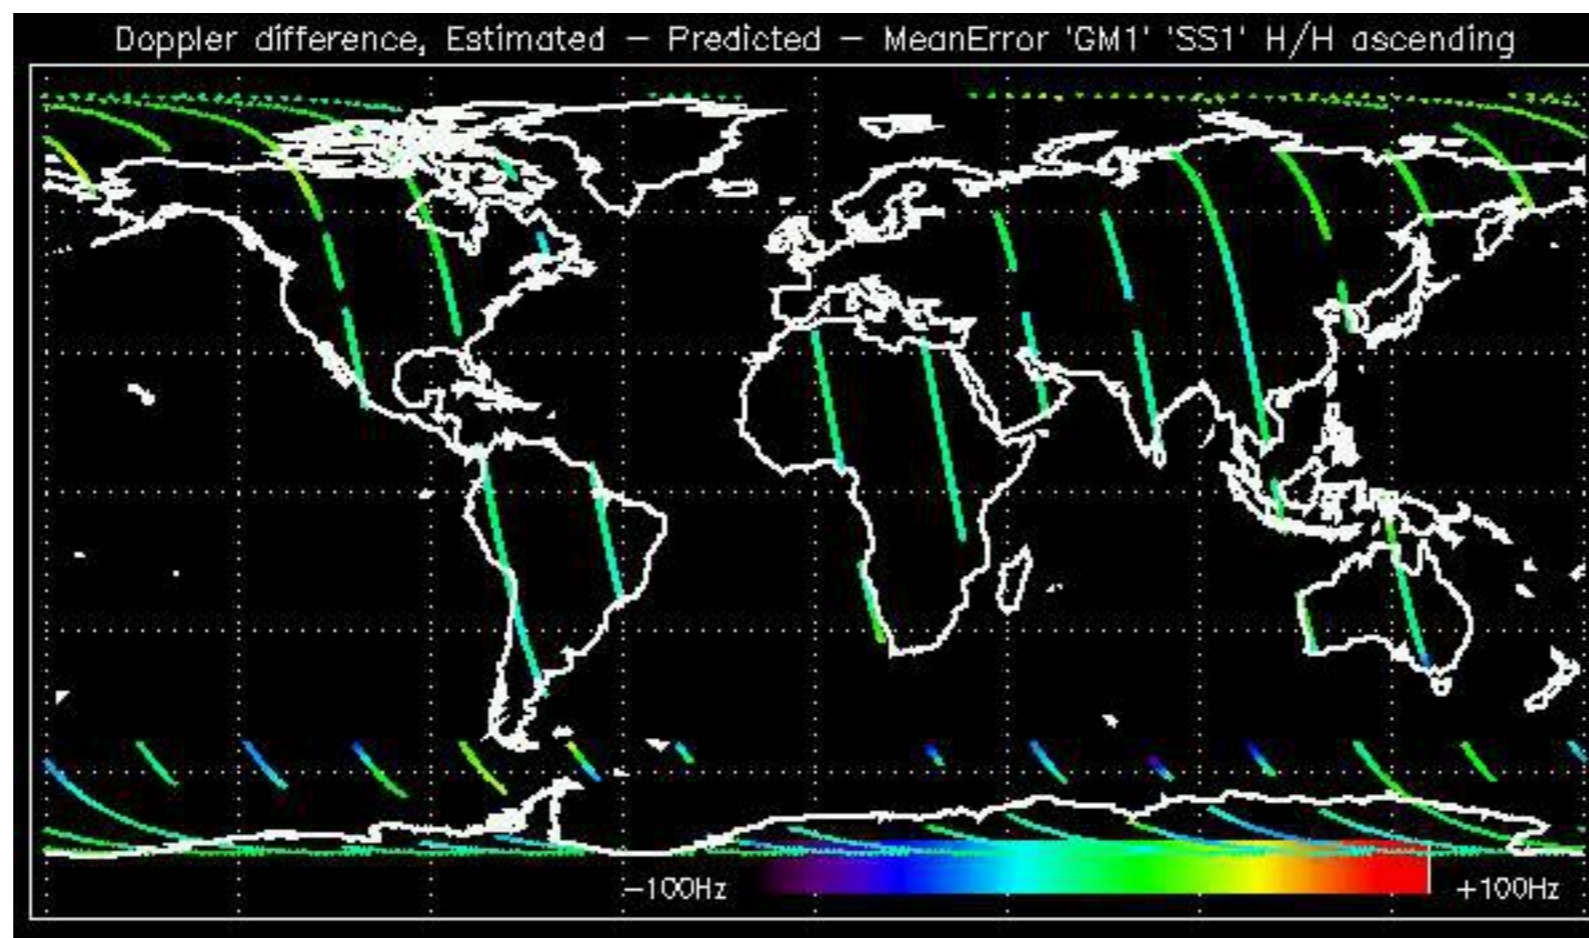 Doppler difference, Estimated — Predicted — MeanError 'GM1' 'SS1' H/H ascending
−100Hz
+100Hz